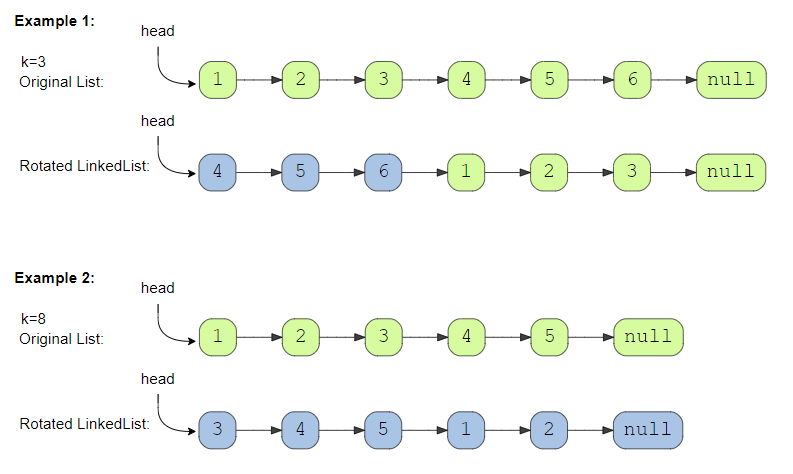 Example 1:
head
k=3
Original List:
1 2 3 4 5 6 null
head
Rotated LinkedList:
4 5 6 1 2 3 null
Example 2:
head
k=8
Original List:
1 2 3 4 5 null
head
Rotated LinkedList:
3 4 5 1 2 null